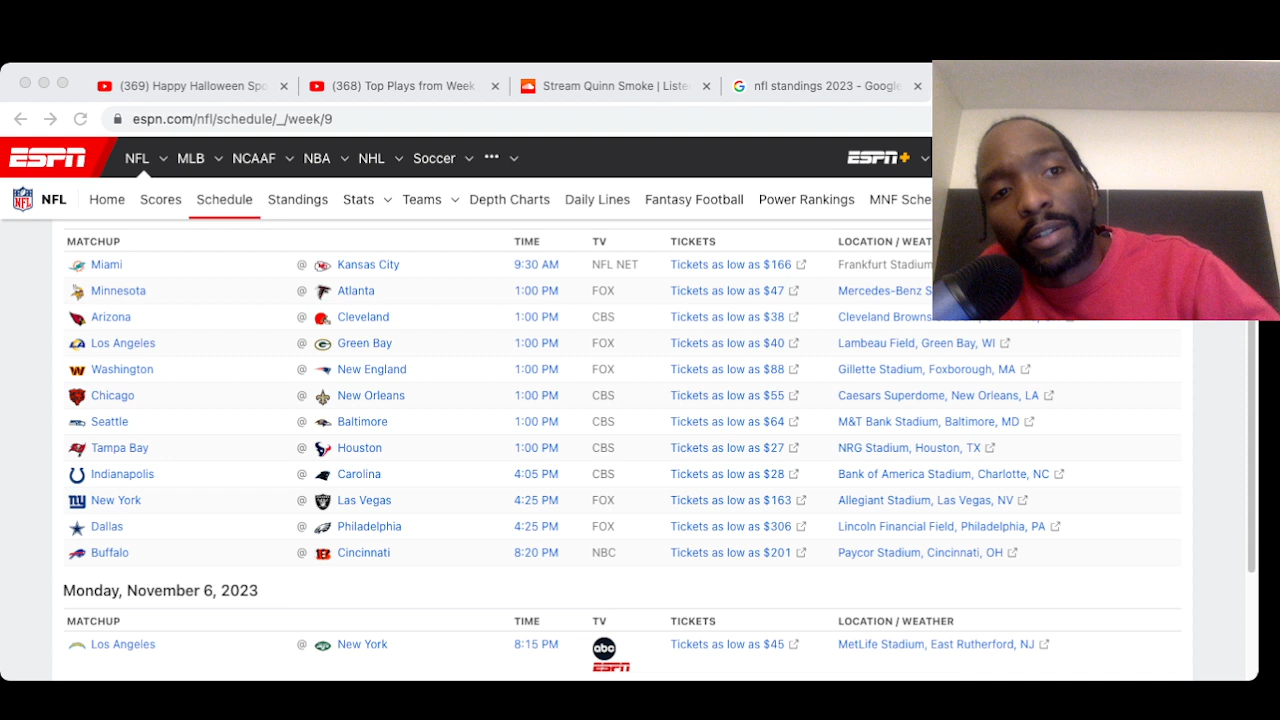 (369) Happy Halloween Spo
(368) Top Plays from Week
Stream Quinn Smoke | Liste
nfl standings 2023 - Google
espn.com/nfl/schedule/_/week/9
ESPN NFL MLB NCAAF NBA NHL Soccer ••• ESPN+
NFL Home Scores Schedule Standings Stats Teams Depth Charts Daily Lines Fantasy Football Power Rankings MNF Sche
MATCHUP TIME TV TICKETS LOCATION / WEAT
Miami @ Kansas City 9:30 AM NFL NET Tickets as low as $166 Frankfurt Stadium
Minnesota @ Atlanta 1:00 PM FOX Tickets as low as $47 Mercedes-Benz S
Arizona @ Cleveland 1:00 PM CBS Tickets as low as $38 Cleveland Browns
Los Angeles @ Green Bay 1:00 PM FOX Tickets as low as $40 Lambeau Field, Green Bay, WI
Washington @ New England 1:00 PM FOX Tickets as low as $88 Gillette Stadium, Foxborough, MA
Chicago @ New Orleans 1:00 PM CBS Tickets as low as $55 Caesars Superdome, New Orleans, LA
Seattle @ Baltimore 1:00 PM CBS Tickets as low as $64 M&T Bank Stadium, Baltimore, MD
Tampa Bay @ Houston 1:00 PM CBS Tickets as low as $27 NRG Stadium, Houston, TX
Indianapolis @ Carolina 4:05 PM CBS Tickets as low as $28 Bank of America Stadium, Charlotte, NC
New York @ Las Vegas 4:25 PM FOX Tickets as low as $163 Allegiant Stadium, Las Vegas, NV
Dallas @ Philadelphia 4:25 PM FOX Tickets as low as $306 Lincoln Financial Field, Philadelphia, PA
Buffalo @ Cincinnati 8:20 PM NBC Tickets as low as $201 Paycor Stadium, Cincinnati, OH
Monday, November 6, 2023
MATCHUP TIME TV TICKETS LOCATION / WEATHER
Los Angeles @ New York 8:15 PM abc ESPN Tickets as low as $45 MetLife Stadium, East Rutherford, NJ